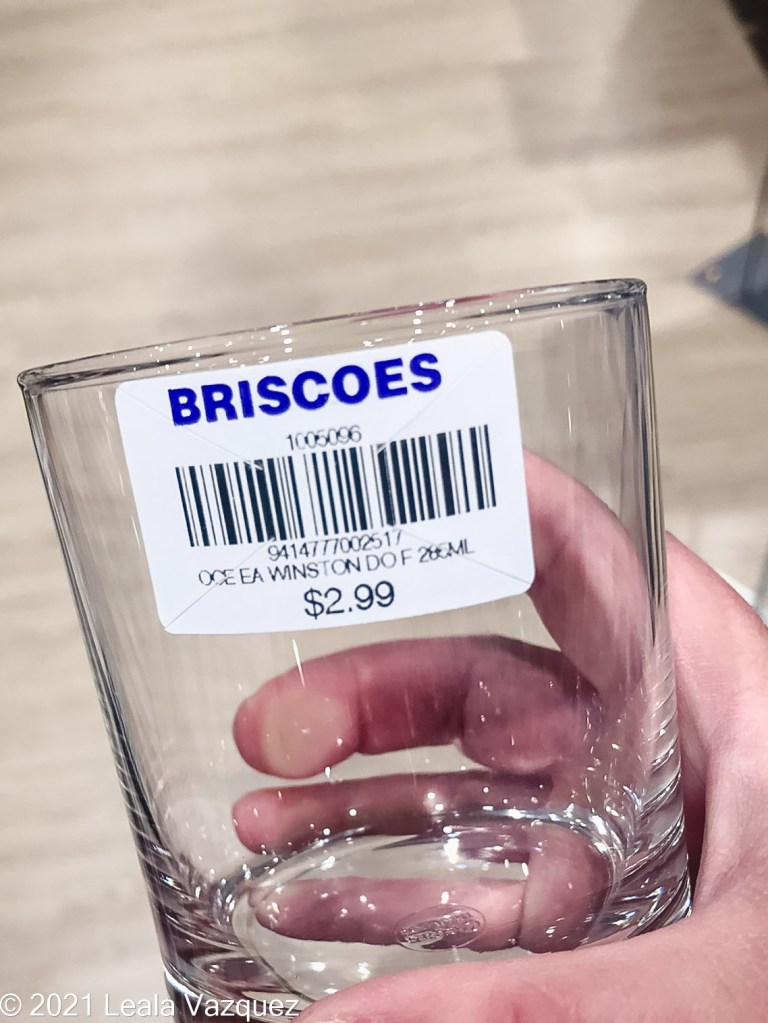 BRISCOES
1005096
9414777002517
OCE EA WINSTON DO F 285ML
$2.99
© 2021 Leala Vazquez